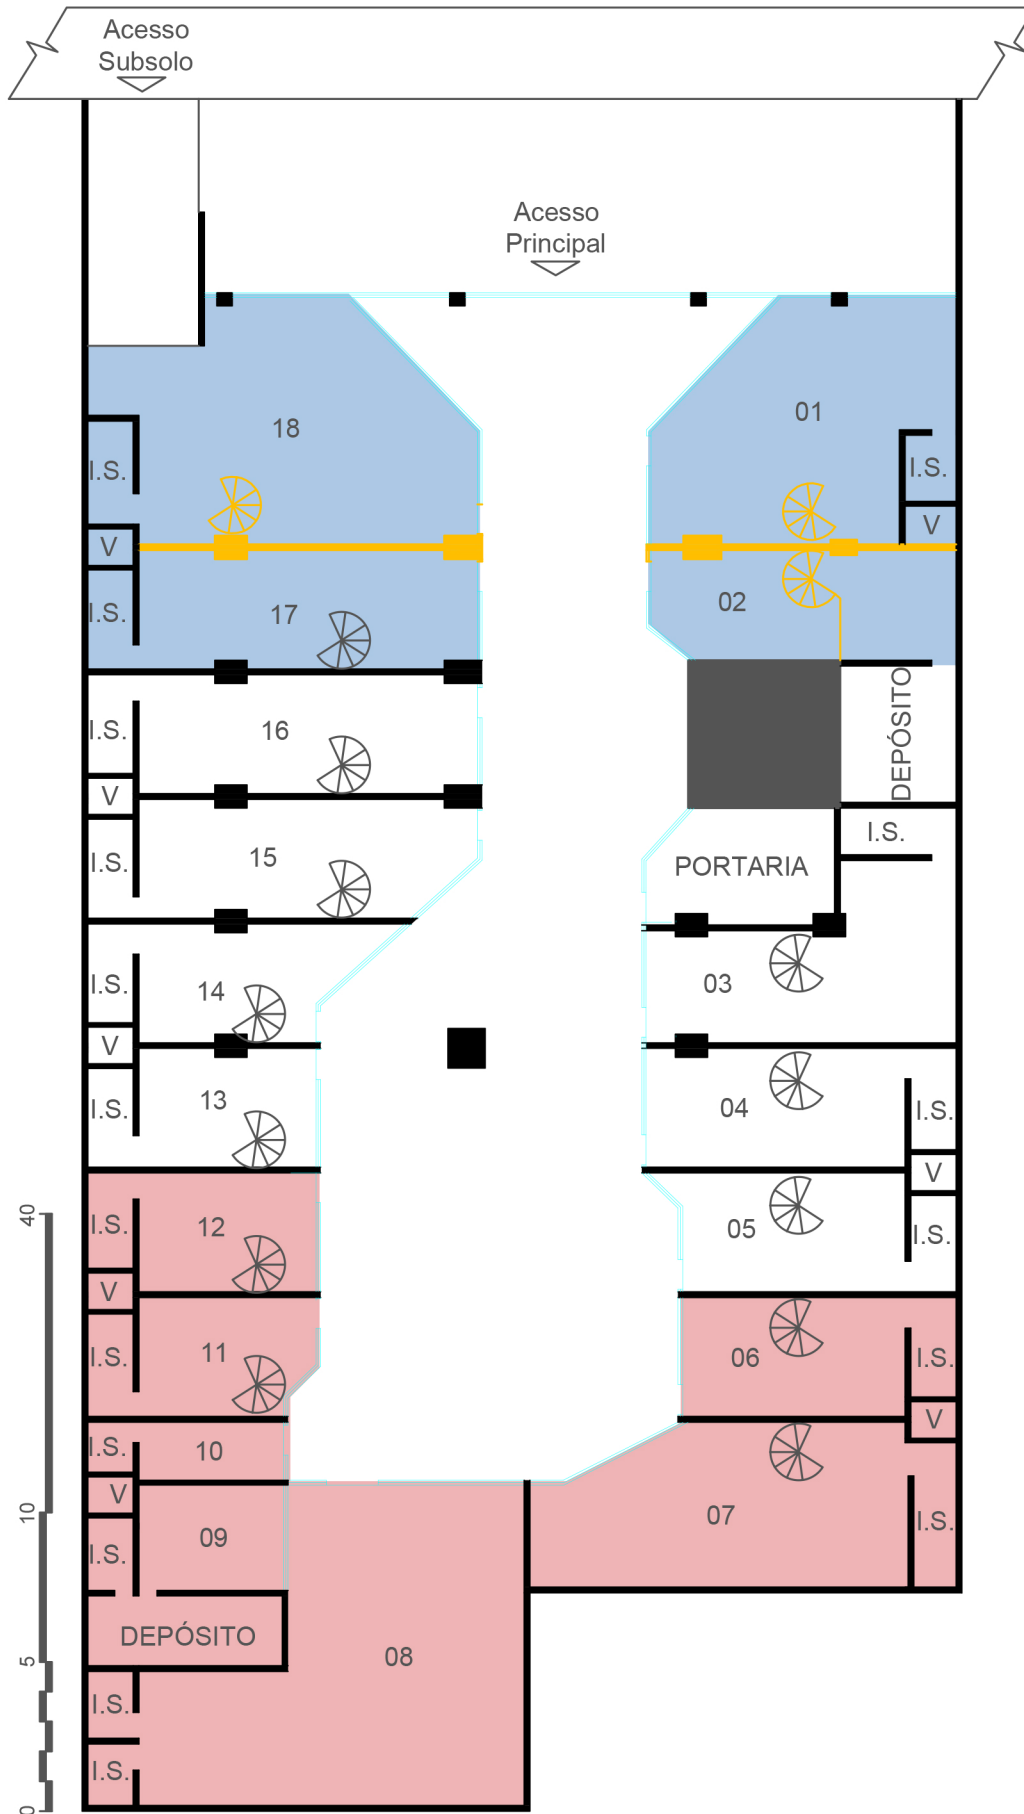 Acesso
Subsolo
Acesso
Principal
01
18
I.S.
I.S.
V
V
02
I.S.
17
DEPÓSITO
I.S.
16
V
I.S.
15
I.S.
PORTARIA
I.S.
14
03
V
I.S.
13
04
I.S.
V
40
I.S.
12
05
I.S.
V
I.S.
11
06
I.S.
V
I.S.
10
V
10
09
07
I.S.
I.S.
DEPÓSITO
5
08
I.S.
I.S.
0